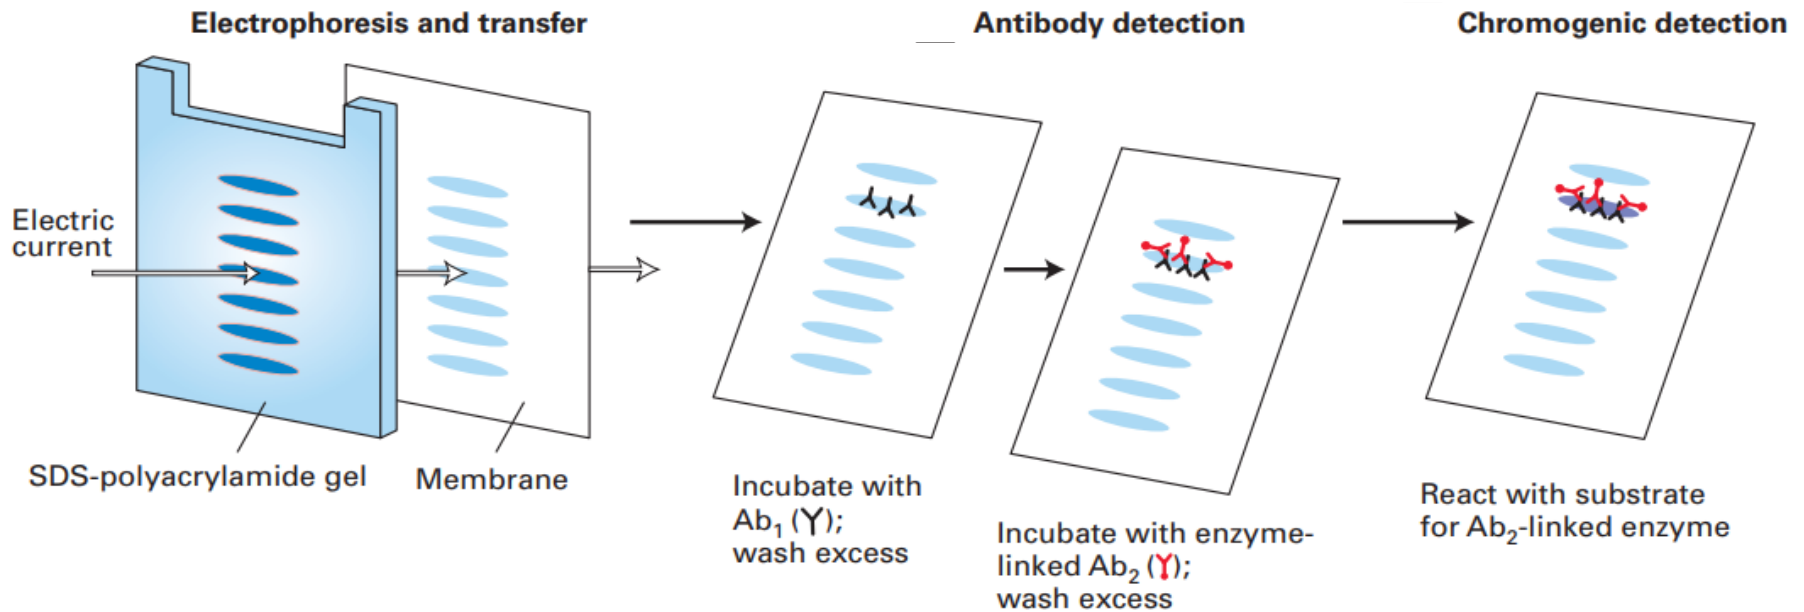 Electrophoresis and transfer
Antibody detection
Chromogenic detection
Electric
current
SDS-polyacrylamide gel
Membrane
Incubate with
Ab₁ (Y);
wash excess
Incubate with enzyme-
linked Ab₂ (Y);
wash excess
React with substrate
for Ab₂-linked enzyme